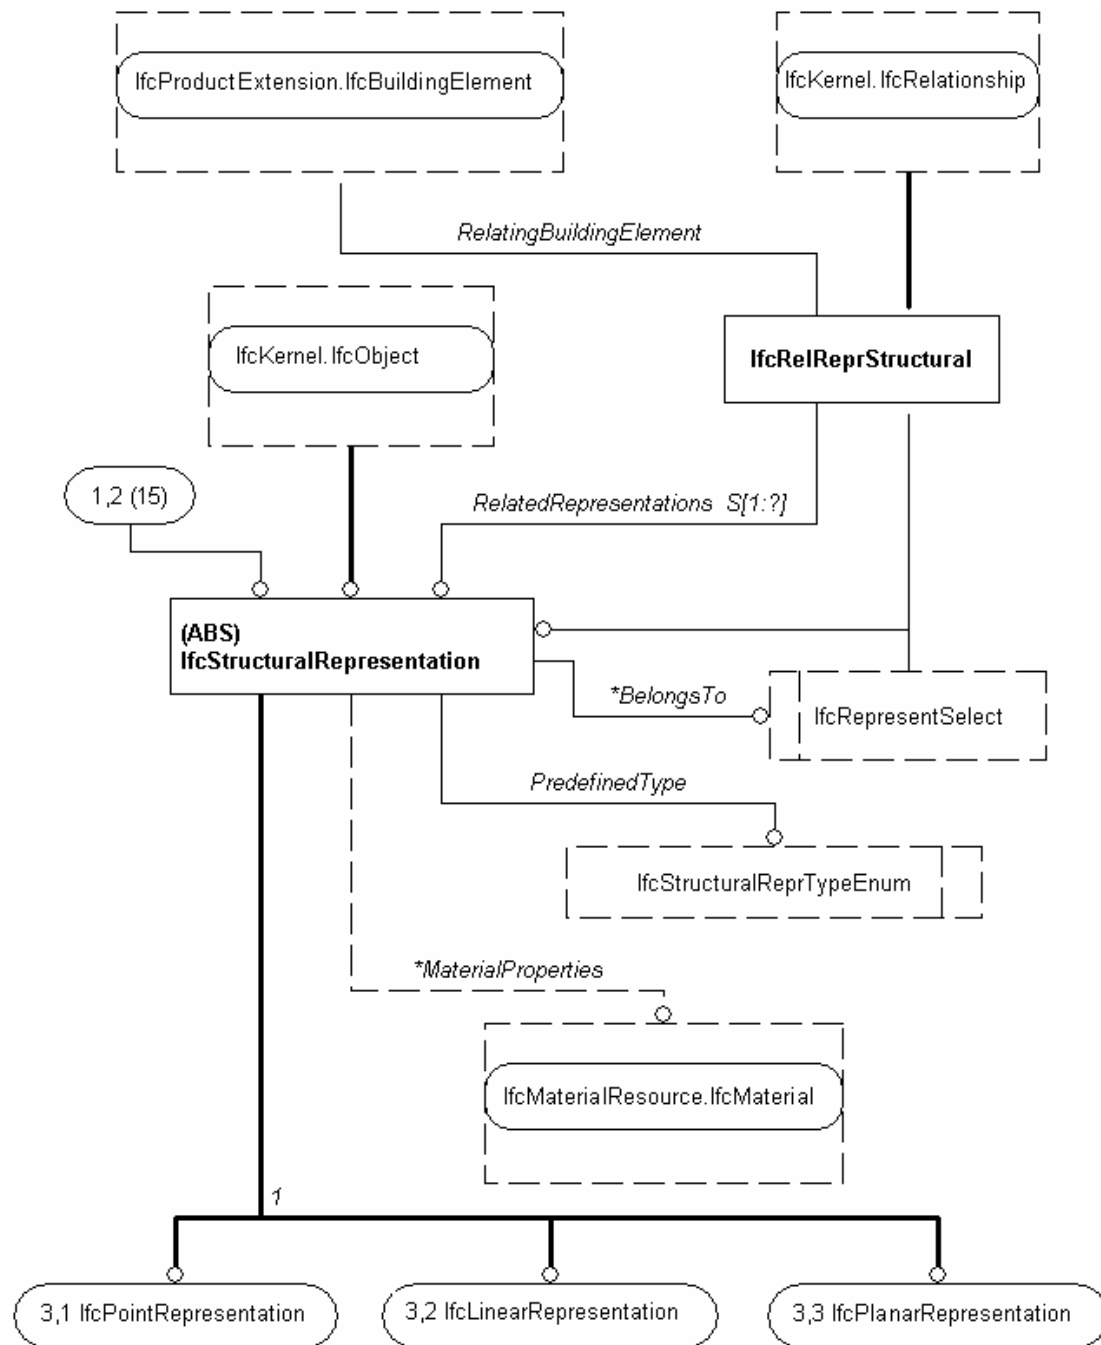 IfcProductExtension.IfcBuildingElement
IfcKernel.IfcRelationship
RelatingBuildingElement
IfcKernel.IfcObject
IfcRelReprStructural
1,2 (15)
RelatedRepresentations S[1:?]
(ABS)
IfcStructuralRepresentation
*BelongsTo
IfcRepresentSelect
PredefinedType
IfcStructuralReprTypeEnum
*MaterialProperties
IfcMaterialResource.IfcMaterial
1
3,1 IfcPointRepresentation
3,2 IfcLinearRepresentation
3,3 IfcPlanarRepresentation